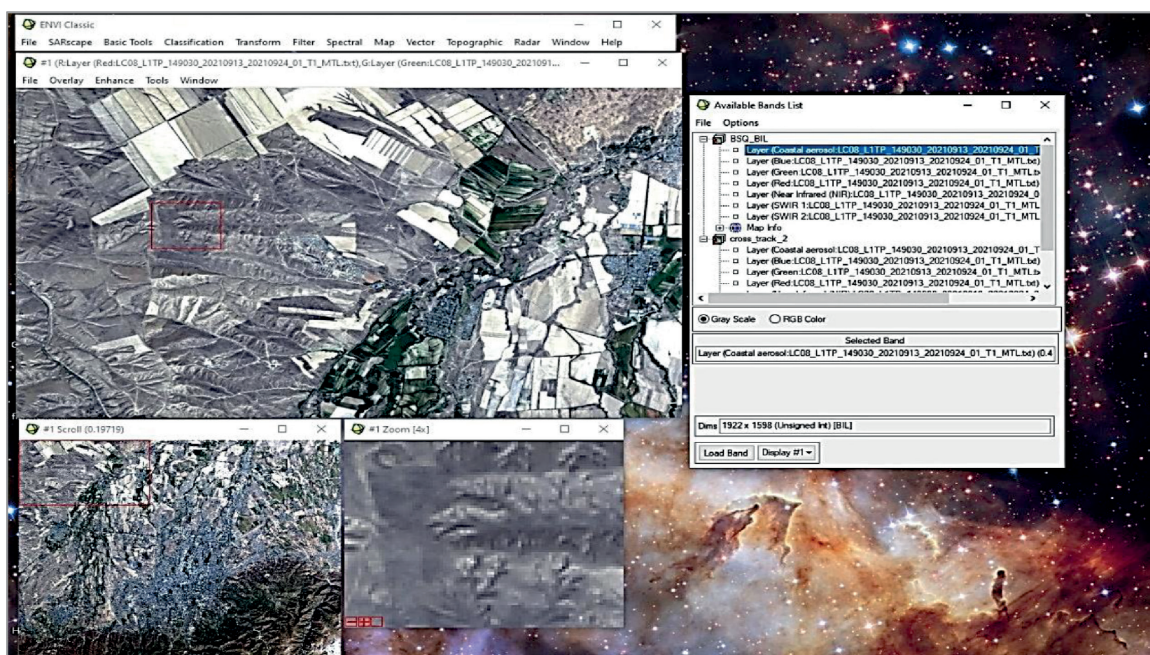 ENVI Classic
File SARscape Basic Tools Classification Transform Filter Spectral Map Vector Topographic Radar Window Help
#1 (R:Layer (Red:LC08_L1TP_149030_20210913_20210924_01_T1_MTL.txt),G:Layer (Green:LC08_L1TP_149030_2021091...
File Overlay Enhance Tools Window
Available Bands List
File Options
BSQ_BIL
Layer (Coastal aerosol:LC08_L1TP_149030_20210913_20210924_01_T
Layer (Blue:LC08_L1TP_149030_20210913_20210924_01_T1_MTL.txt)
Layer (Green:LC08_L1TP_149030_20210913_20210924_01_T1_MTL.txt
Layer (Red:LC08_L1TP_149030_20210913_20210924_01_T1_MTL.txt)
Layer (Near Infrared (NIR):LC08_L1TP_149030_20210913_20210924_0
Layer (SWIR 1:LC08_L1TP_149030_20210913_20210924_01_T1_MTL
Layer (SWIR 2:LC08_L1TP_149030_20210913_20210924_01_T1_MTL
Map Info
cross_track_2
Layer (Coastal aerosol:LC08_L1TP_149030_20210913_20210924_01_T
Layer (Blue:LC08_L1TP_149030_20210913_20210924_01_T1_MTL.txt)
Layer (Green:LC08_L1TP_149030_20210913_20210924_01_T1_MTL.txt
Layer (Red:LC08_L1TP_149030_20210913_20210924_01_T1_MTL.txt)
Gray Scale RGB Color
Selected Band
Layer (Coastal aerosol:LC08_L1TP_149030_20210913_20210924_01_T1_MTL.txt) (0.4
Dims 1922 x 1598 (Unsigned Int) [BIL]
Load Band Display #1
#1 Scroll (0.19719)
#1 Zoom [4x]